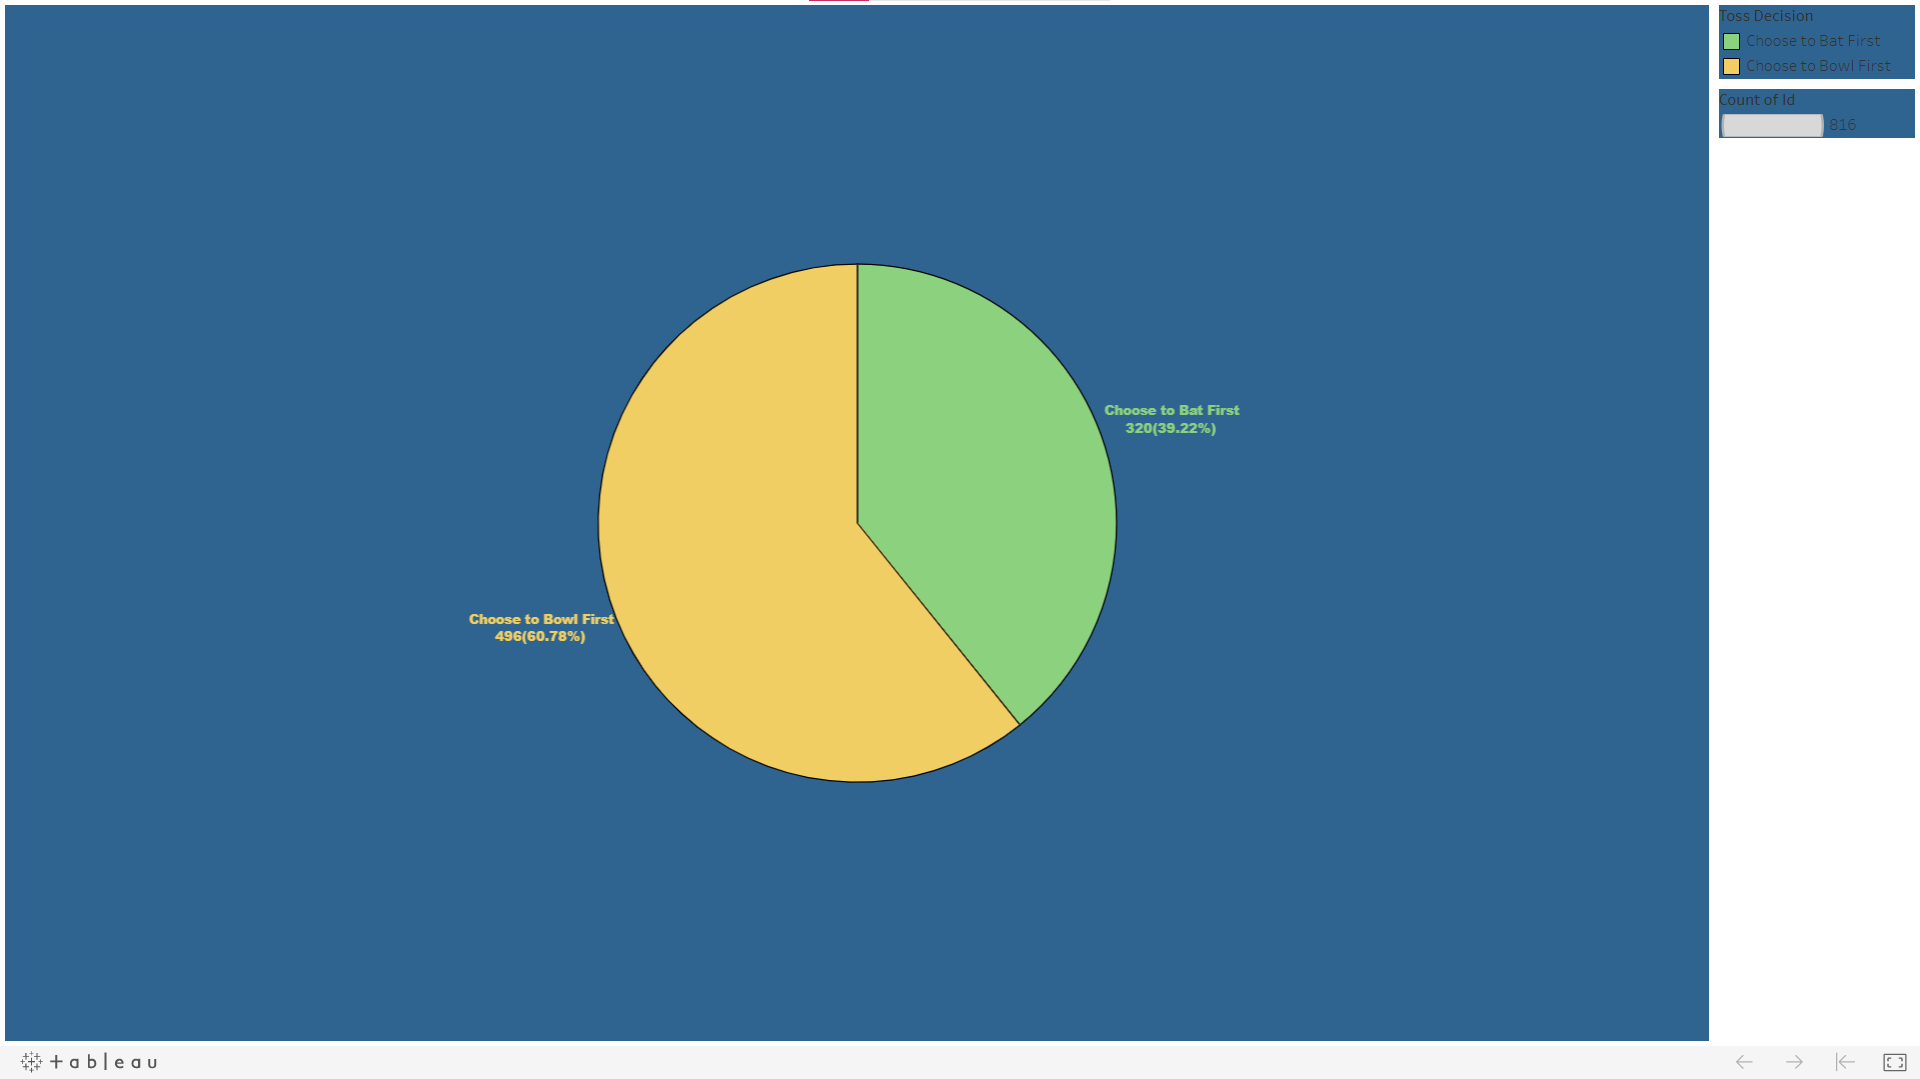 Toss Decision
Choose to Bat First
Choose to Bowl First
Count of Id
816
Choose to Bat First
320(39.22%)
Choose to Bowl First
496(60.78%)
+ a b l e a u